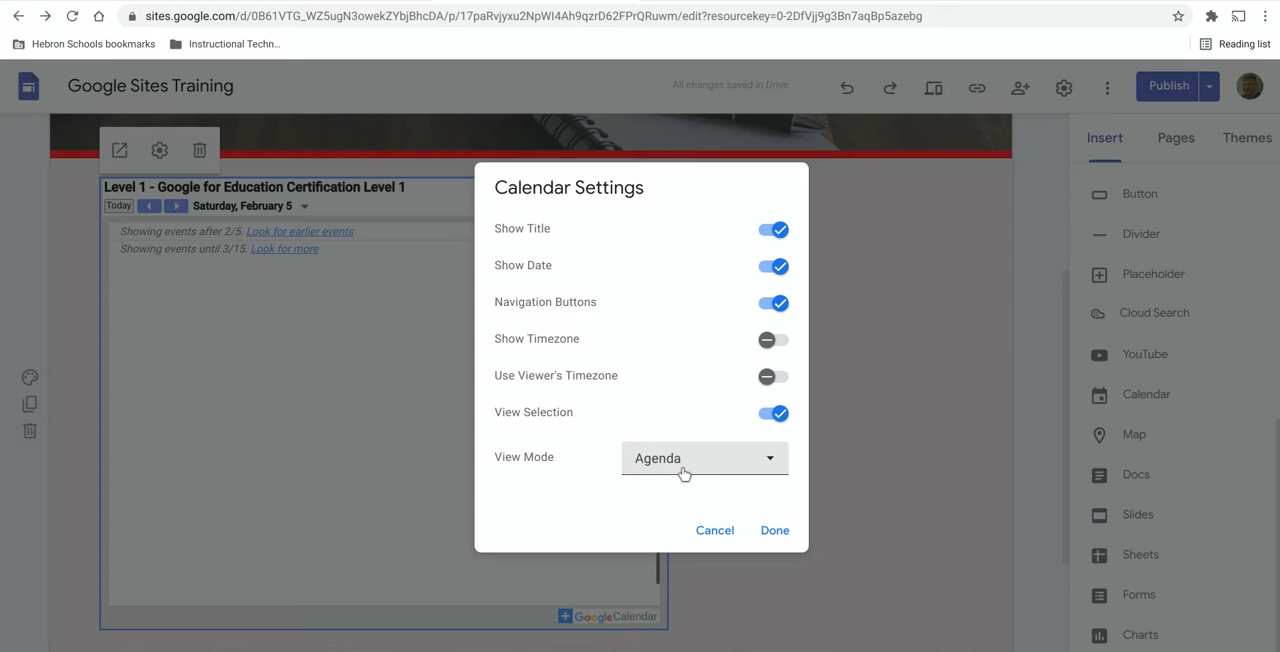 sites.google.com/d/0B61VTG_WZ5ugN3owekZYbjBhcDA/p/17paRvjyxu2NpWI4Ah9qzrD62FPrQRuwm/edit?resourcekey=0-2DfVjj9g3Bn7aqBp5azebg
Hebron Schools bookmarks
Instructional Techn...
Reading list
Google Sites Training
All changes saved in Drive
Publish
Insert
Pages
Themes
Level 1 - Google for Education Certification Level 1
Today
Saturday, February 5
Showing events after 2/5. Look for earlier events
Showing events until 3/15. Look for more
Google Calendar
Calendar Settings
Show Title
Show Date
Navigation Buttons
Show Timezone
Use Viewer's Timezone
View Selection
View Mode
Agenda
Cancel
Done
Button
Divider
Placeholder
Cloud Search
YouTube
Calendar
Map
Docs
Slides
Sheets
Forms
Charts